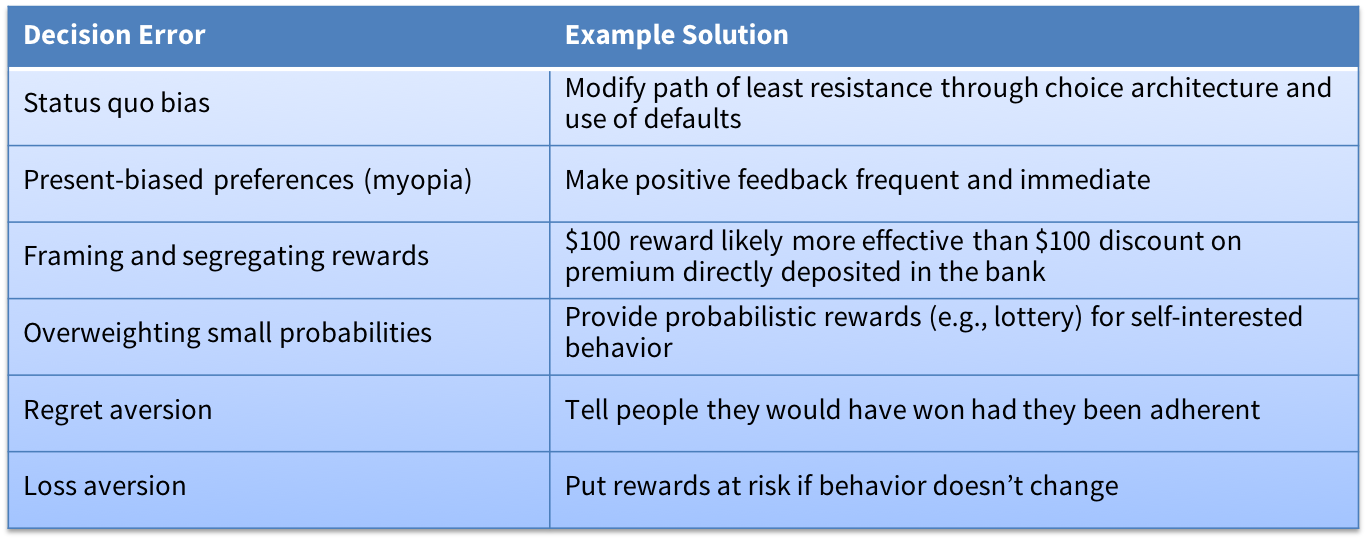 Decision Error
Example Solution
Status quo bias
Modify path of least resistance through choice architecture and
use of defaults
Present-biased preferences (myopia)
Make positive feedback frequent and immediate
Framing and segregating rewards
$100 reward likely more effective than $100 discount on
premium directly deposited in the bank
Overweighting small probabilities
Provide probabilistic rewards (e.g., lottery) for self-interested
behavior
Regret aversion
Tell people they would have won had they been adherent
Loss aversion
Put rewards at risk if behavior doesn’t change